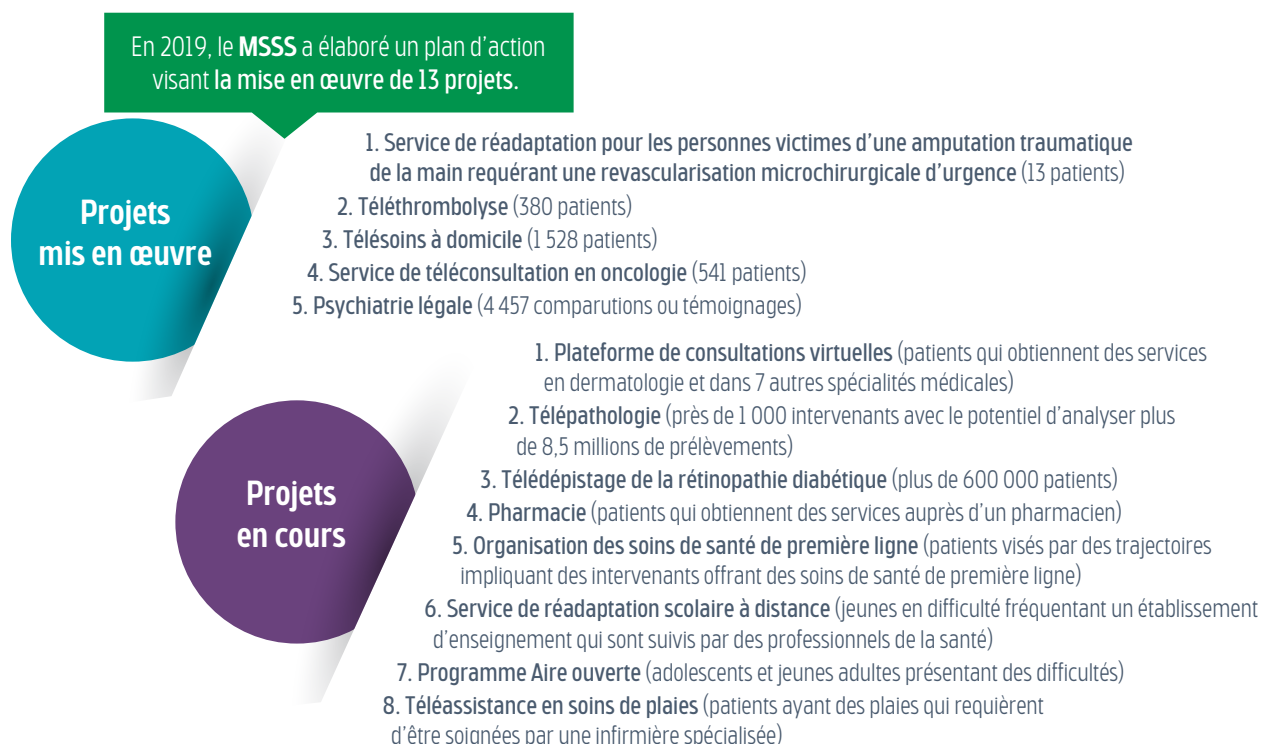 En 2019, le MSSS a élaboré un plan d'action
visant la mise en œuvre de 13 projets.
Projets
mis en œuvre
1. Service de réadaptation pour les personnes victimes d'une amputation traumatique
de la main requérant une revascularisation microchirurgicale d'urgence (13 patients)
2. Téléthrombolyse (380 patients)
3. Télésoins à domicile (1 528 patients)
4. Service de téléconsultation en oncologie (541 patients)
5. Psychiatrie légale (4 457 comparutions ou témoignages)
Projets
en cours
1. Plateforme de consultations virtuelles (patients qui obtiennent des services
en dermatologie et dans 7 autres spécialités médicales)
2. Télépathologie (près de 1 000 intervenants avec le potentiel d'analyser plus
de 8,5 millions de prélèvements)
3. Télédépistage de la rétinopathie diabétique (plus de 600 000 patients)
4. Pharmacie (patients qui obtiennent des services auprès d'un pharmacien)
5. Organisation des soins de santé de première ligne (patients visés par des trajectoires
impliquant des intervenants offrant des soins de santé de première ligne)
6. Service de réadaptation scolaire à distance (jeunes en difficulté fréquentant un établissement
d'enseignement qui sont suivis par des professionnels de la santé)
7. Programme Aire ouverte (adolescents et jeunes adultes présentant des difficultés)
8. Téléassistance en soins de plaies (patients ayant des plaies qui requièrent
d'être soignées par une infirmière spécialisée)